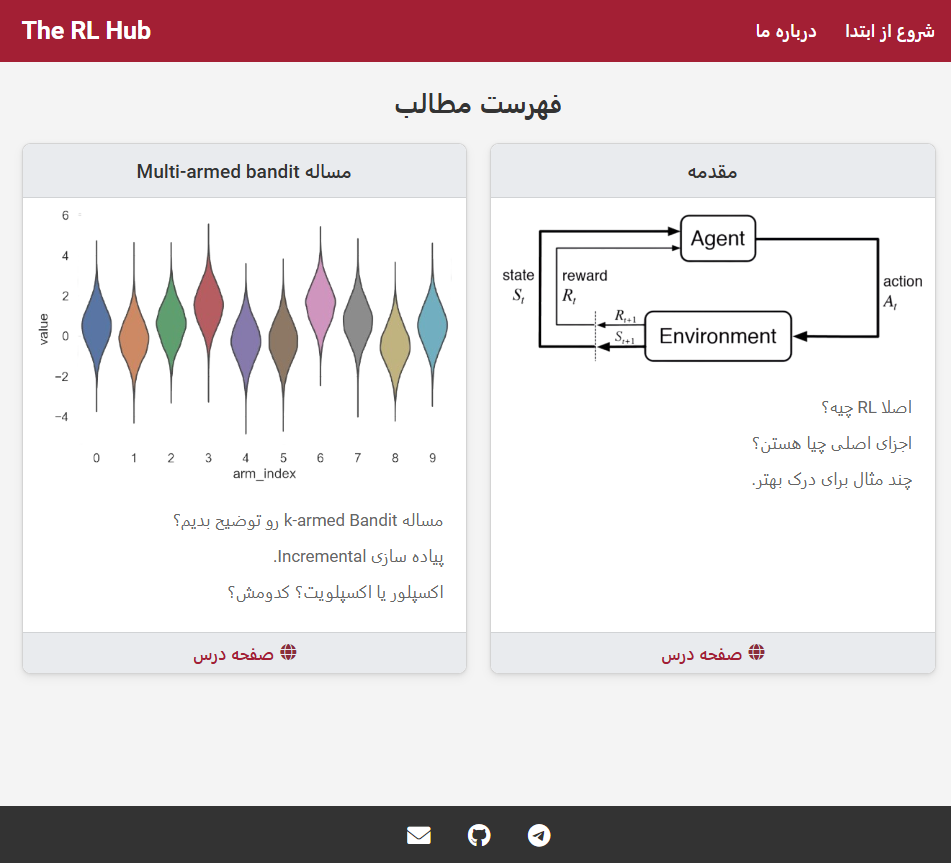 The RL Hub
شروع از ابتدا
درباره ما
فهرست مطالب
مقدمه
Agent
state
S_t
reward
R_t
action
A_t
R_{t+1}
S_{t+1}
Environment
اصلا RL چیه؟
اجزای اصلی چیا هستن؟
چند مثال برای درک بهتر.
صفحه درس
مساله Multi-armed bandit
6
4
2
0
−2
−4
value
0 1 2 3 4 5 6 7 8 9
arm_index
مساله k-armed Bandit رو توضیح بدیم؟
پیاده سازی Incremental.
اکسپلور یا اکسپلویت؟ کدومش؟
صفحه درس